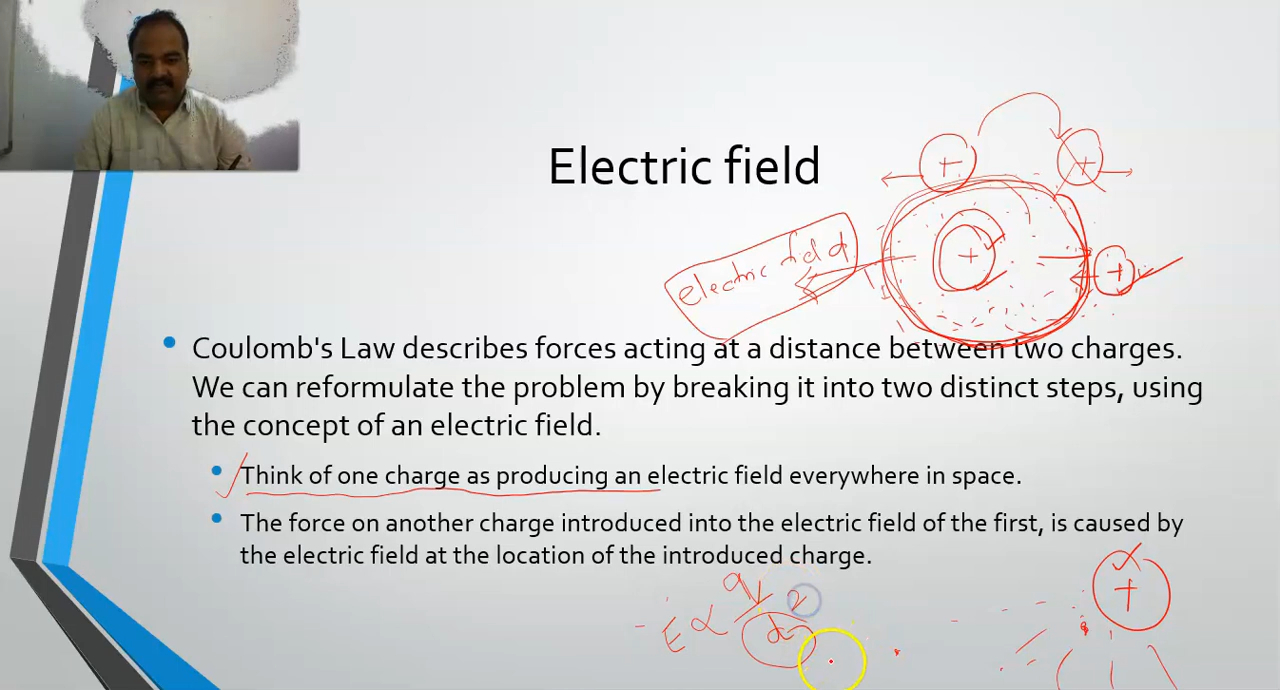 Electric field
+ +
+ +
electric field
Coulomb's Law describes forces acting at a distance between two charges.
We can reformulate the problem by breaking it into two distinct steps, using
the concept of an electric field.
Think of one charge as producing an electric field everywhere in space.
The force on another charge introduced into the electric field of the first, is caused by
the electric field at the location of the introduced charge.
+
E ∝ q/d²